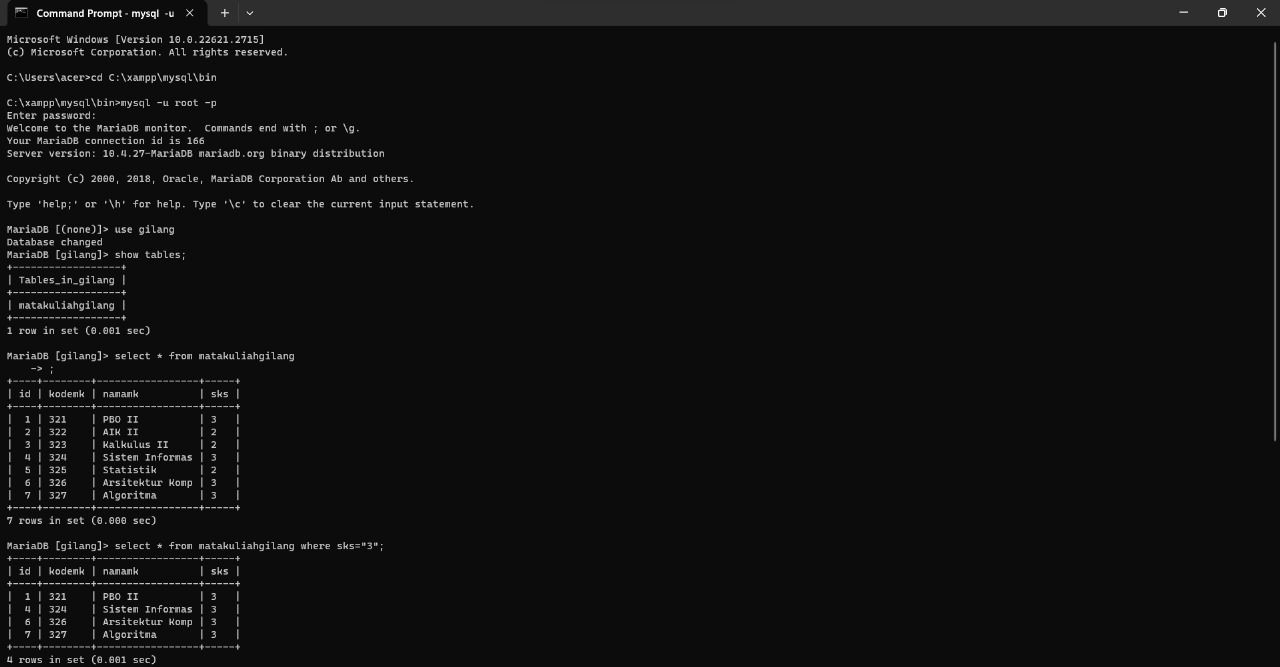 Command Prompt - mysql  -u
Microsoft Windows [Version 10.0.22621.2715]
(c) Microsoft Corporation. All rights reserved.
C:\Users\acer>cd C:\xampp\mysql\bin
C:\xampp\mysql\bin>mysql -u root -p
Enter password:
Welcome to the MariaDB monitor.  Commands end with ; or \g.
Your MariaDB connection id is 166
Server version: 10.4.27-MariaDB mariadb.org binary distribution
Copyright (c) 2000, 2018, Oracle, MariaDB Corporation Ab and others.
Type 'help;' or '\h' for help. Type '\c' to clear the current input statement.
MariaDB [(none)]> use gilang
Database changed
MariaDB [gilang]> show tables;
+------------------+
| Tables_in_gilang |
+------------------+
| matakuliahgilang |
+------------------+
1 row in set (0.001 sec)
MariaDB [gilang]> select * from matakuliahgilang
    -> ;
+----+--------+-----------------+-----+
| id | kodemk | namamk          | sks |
+----+--------+-----------------+-----+
|  1 | 321    | PBO II          | 3   |
|  2 | 322    | AIK II          | 2   |
|  3 | 323    | Kalkulus II     | 2   |
|  4 | 324    | Sistem Informas | 3   |
|  5 | 325    | Statistik       | 2   |
|  6 | 326    | Arsitektur Komp | 3   |
|  7 | 327    | Algoritma       | 3   |
+----+--------+-----------------+-----+
7 rows in set (0.000 sec)
MariaDB [gilang]> select * from matakuliahgilang where sks="3";
+----+--------+-----------------+-----+
| id | kodemk | namamk          | sks |
+----+--------+-----------------+-----+
|  1 | 321    | PBO II          | 3   |
|  4 | 324    | Sistem Informas | 3   |
|  6 | 326    | Arsitektur Komp | 3   |
|  7 | 327    | Algoritma       | 3   |
+----+--------+-----------------+-----+
4 rows in set (0.001 sec)